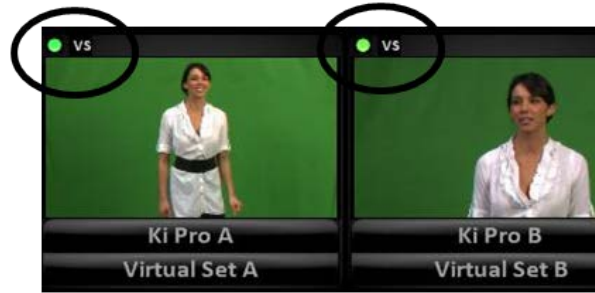 VS
VS
Ki Pro A
Ki Pro B
Virtual Set A
Virtual Set B